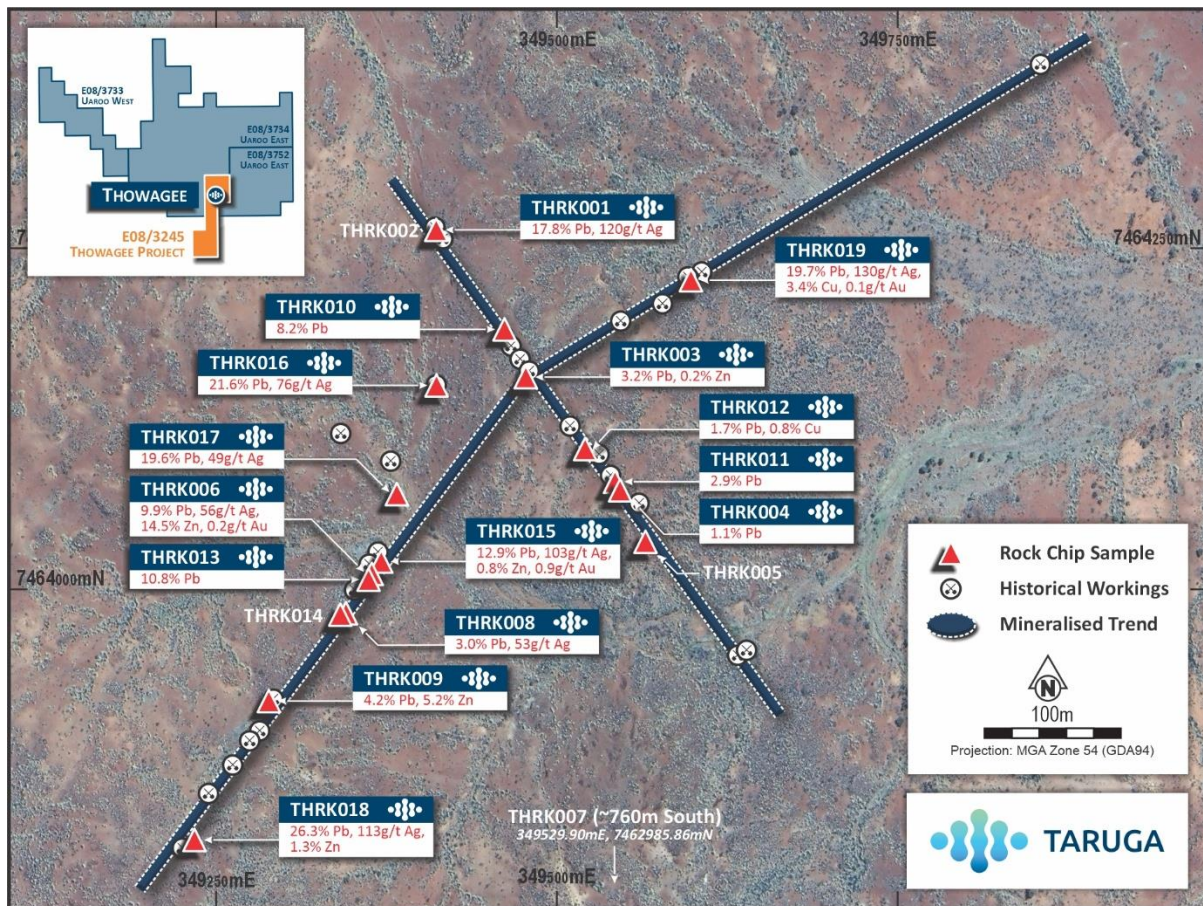 349500mE
349750mE
E08/3733
UAROO WEST
E08/3734
UAROO EAST
E08/3752
UAROO EAST
THOWAGEE
E08/3245
THOWAGEE PROJECT
THRK002
THRK001
17.8% Pb, 120g/t Ag
7464250mN
THRK019
19.7% Pb, 130g/t Ag,
3.4% Cu, 0.1g/t Au
THRK010
8.2% Pb
THRK016
21.6% Pb, 76g/t Ag
THRK003
3.2% Pb, 0.2% Zn
THRK012
1.7% Pb, 0.8% Cu
THRK017
19.6% Pb, 49g/t Ag
THRK011
2.9% Pb
THRK006
9.9% Pb, 56g/t Ag,
14.5% Zn, 0.2g/t Au
THRK004
1.1% Pb
THRK015
12.9% Pb, 103g/t Ag,
0.8% Zn, 0.9g/t Au
THRK013
10.8% Pb
THRK005
7464000mN
THRK014
THRK008
3.0% Pb, 53g/t Ag
THRK009
4.2% Pb, 5.2% Zn
THRK018
26.3% Pb, 113g/t Ag,
1.3% Zn
THRK007 (~760m South)
349529.90mE, 7462985.86mN
349250mE
349500mE
Rock Chip Sample
Historical Workings
Mineralised Trend
N
100m
Projection: MGA Zone 54 (GDA94)
TARUGA